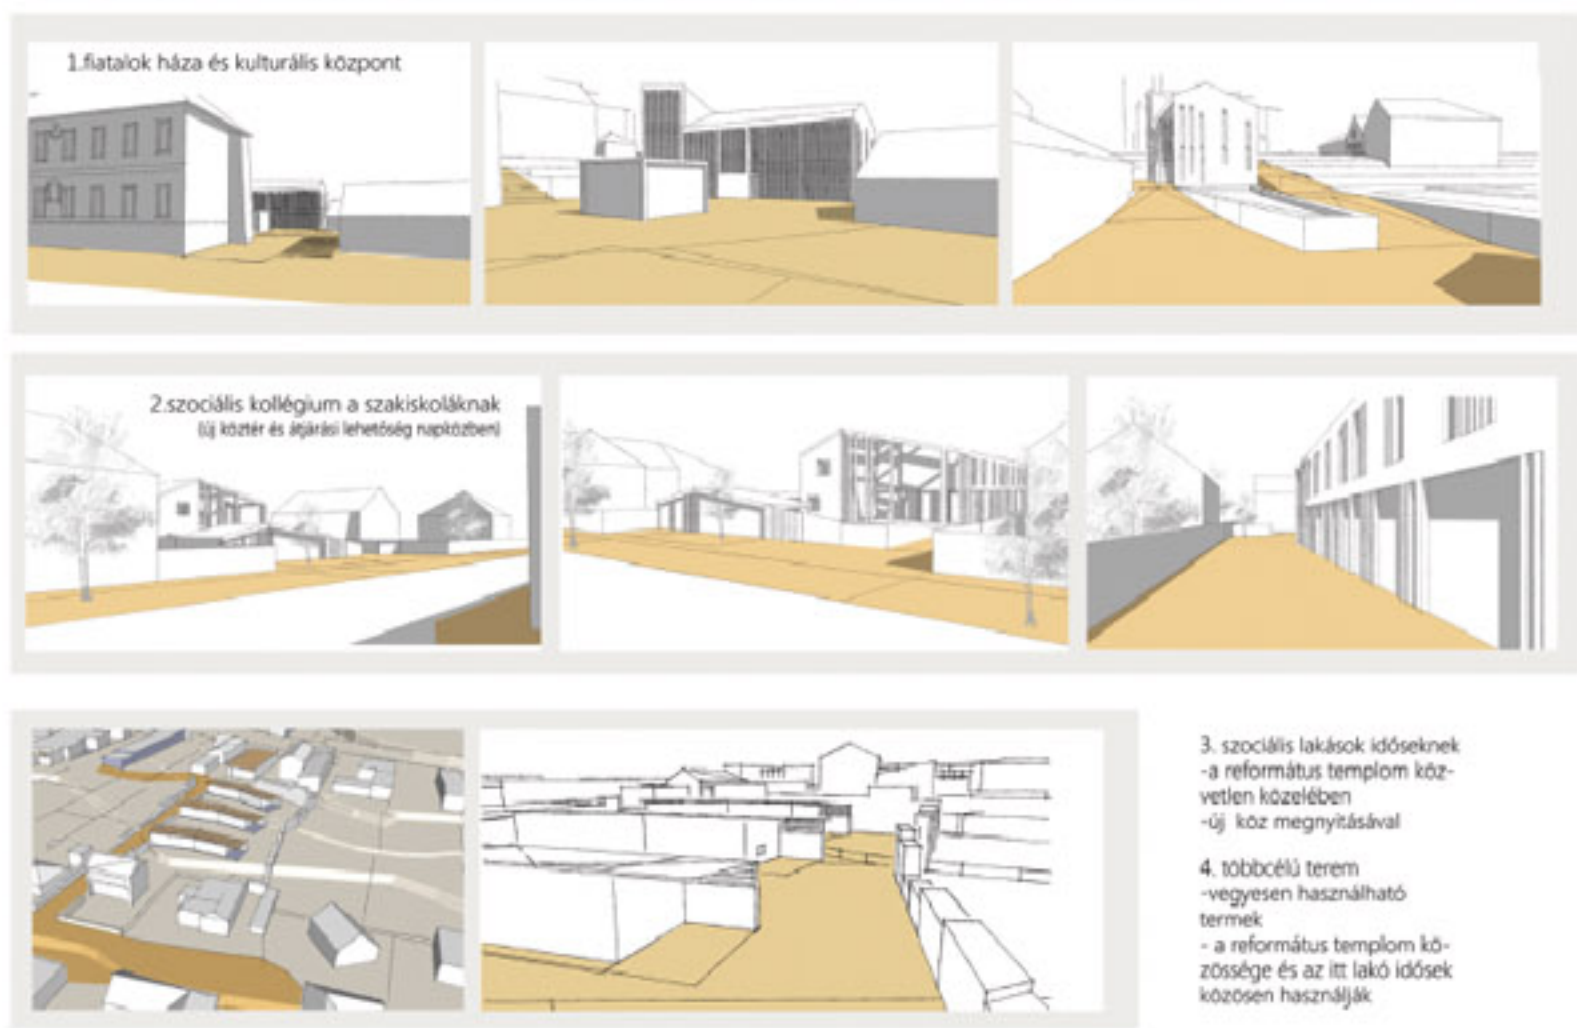 1.fiatalok háza és kulturális központ
2.szociális kollégium a szakiskoláknak
(új köztér és átjárási lehetőség napközben)
3. szociális lakások időseknek
-a református templom köz-
vetlen közelében
-új köz megnyitásával
4. többcélú terem
-vegyesen használható
termek
- a református templom kö-
zössége és az itt lakó idősek
közösen használják